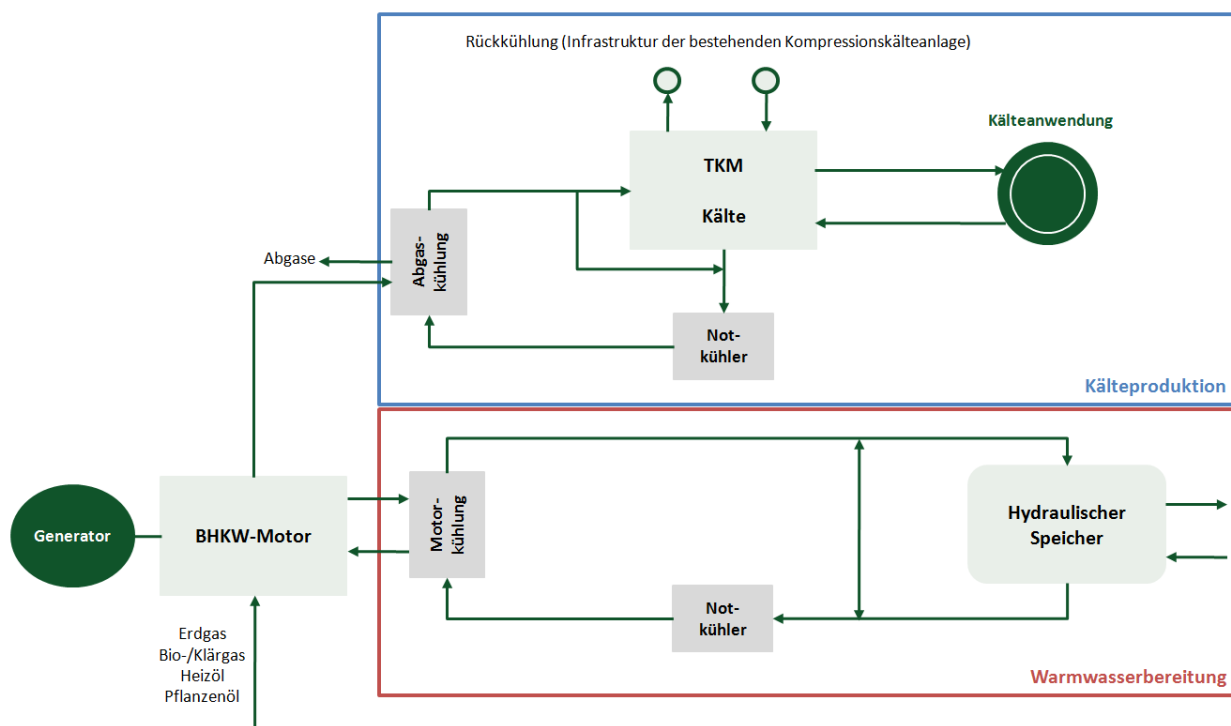 Rückkühlung (Infrastruktur der bestehenden Kompressionskälteanlage)
Kälteanwendung
TKM
Kälte
Abgas-
kühlung
Abgase
Not-
kühler
Kälteproduktion
Generator
BHKW-Motor
Motor-
kühlung
Hydraulischer
Speicher
Not-
kühler
Erdgas
Bio-/Klärgas
Heizöl
Pflanzenöl
Warmwasserbereitung